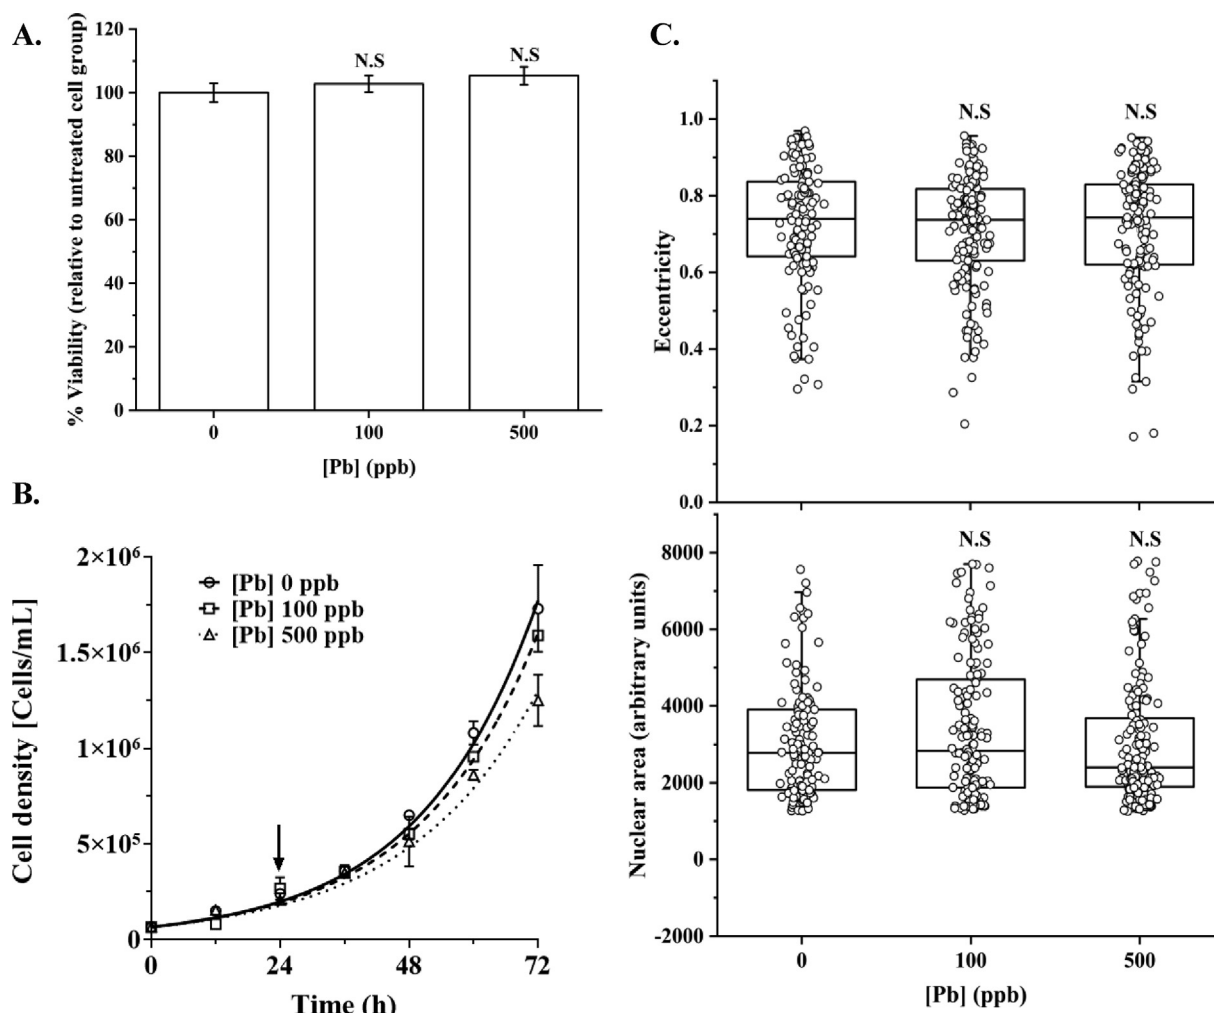 A.
% Viability (relative to untreated cell group)
120
100
80
60
40
20
0
N.S
N.S
0
100
500
[Pb] (ppb)
B.
Cell density [Cells/mL]
2×10⁶
1.5×10⁶
1×10⁶
5×10⁵
0
[Pb] 0 ppb
[Pb] 100 ppb
[Pb] 500 ppb
0
24
48
72
Time (h)
C.
Eccentricity
1.0
0.8
0.6
0.4
0.2
0.0
N.S
N.S
Nuclear area (arbitrary units)
8000
6000
4000
2000
0
-2000
N.S
N.S
0
100
500
[Pb] (ppb)